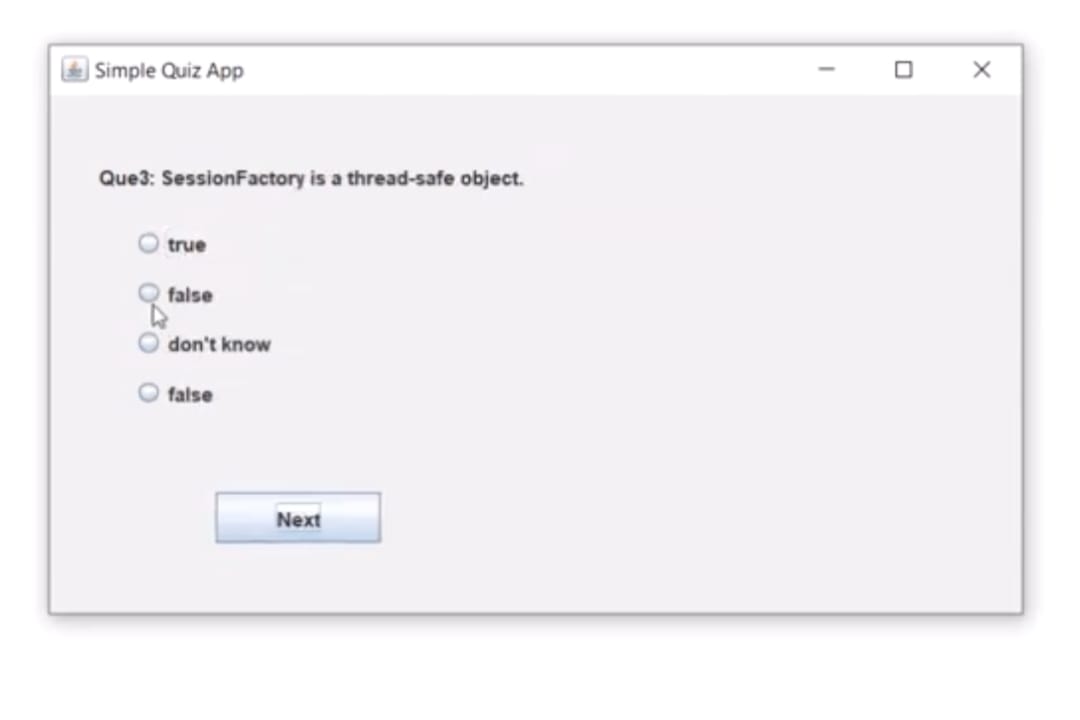 Simple Quiz App
Que3: SessionFactory is a thread-safe object.
true
false
don't know
false
Next